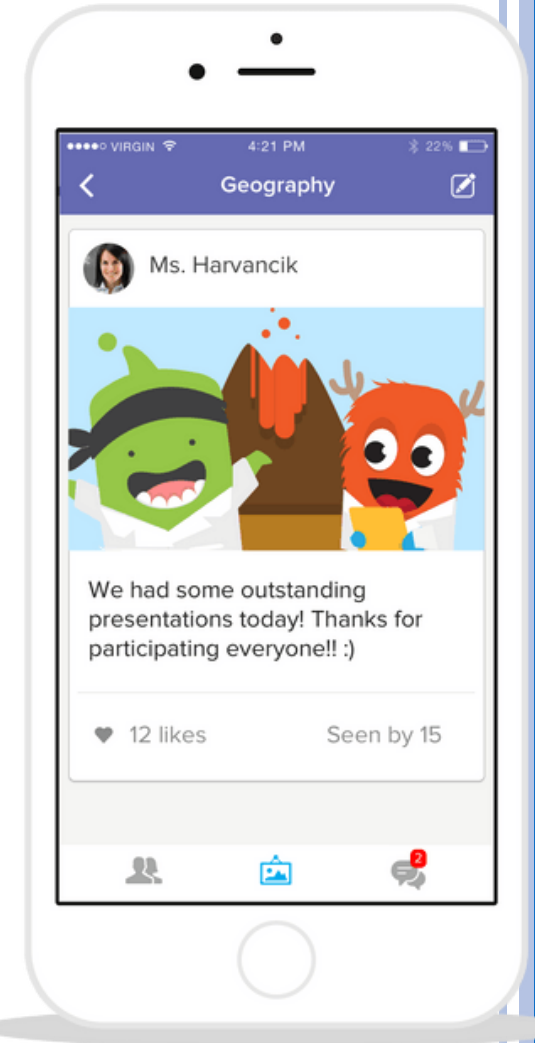 VIRGIN 4:21 PM 22%
Geography
Ms. Harvancik
We had some outstanding
presentations today! Thanks for
participating everyone!! :)
12 likes Seen by 15
2